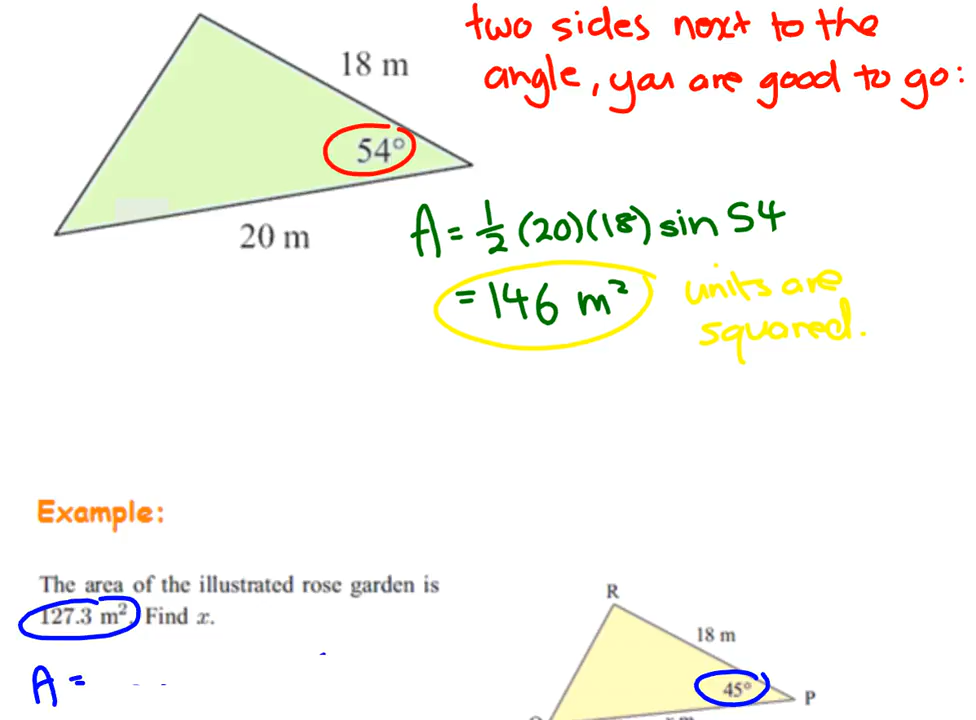 two sides next to the
18 m
angle, you are good to go:
54°
20 m
A = 1/2 (20)(18) sin 54
= 146 m²
units are
squared.
Example:
The area of the illustrated rose garden is
127.3 m². Find x.
R
18 m
A =
45°
P